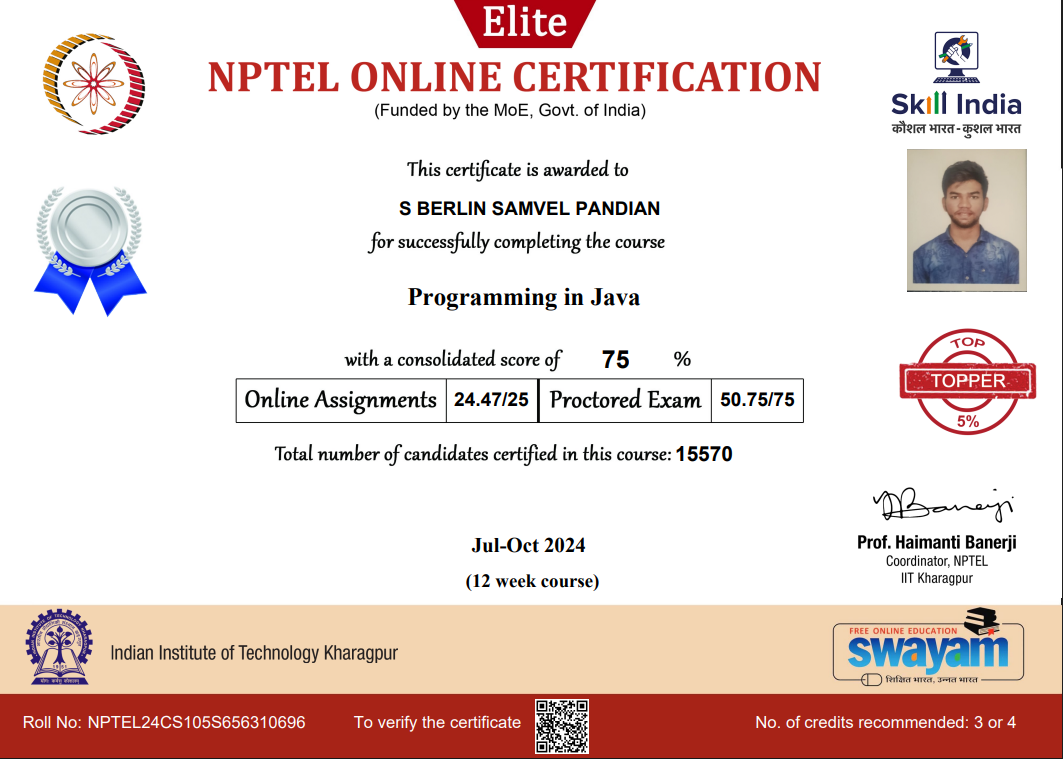 Elite
NPTEL ONLINE CERTIFICATION
(Funded by the MoE, Govt. of India)
Skill India
कौशल भारत-कुशल भारत
This certificate is awarded to
S BERLIN SAMVEL PANDIAN
for successfully completing the course
Programming in Java
with a consolidated score of 75 %
Online Assignments 24.47/25 Proctored Exam 50.75/75
TOP
TOPPER
5%
Total number of candidates certified in this course: 15570
Jul-Oct 2024
(12 week course)
Prof. Haimanti Banerji
Coordinator, NPTEL
IIT Kharagpur
Indian Institute of Technology Kharagpur
FREE ONLINE EDUCATION
swayam
शिक्षित भारत, उन्नत भारत
Roll No: NPTEL24CS105S656310696 To verify the certificate No. of credits recommended: 3 or 4